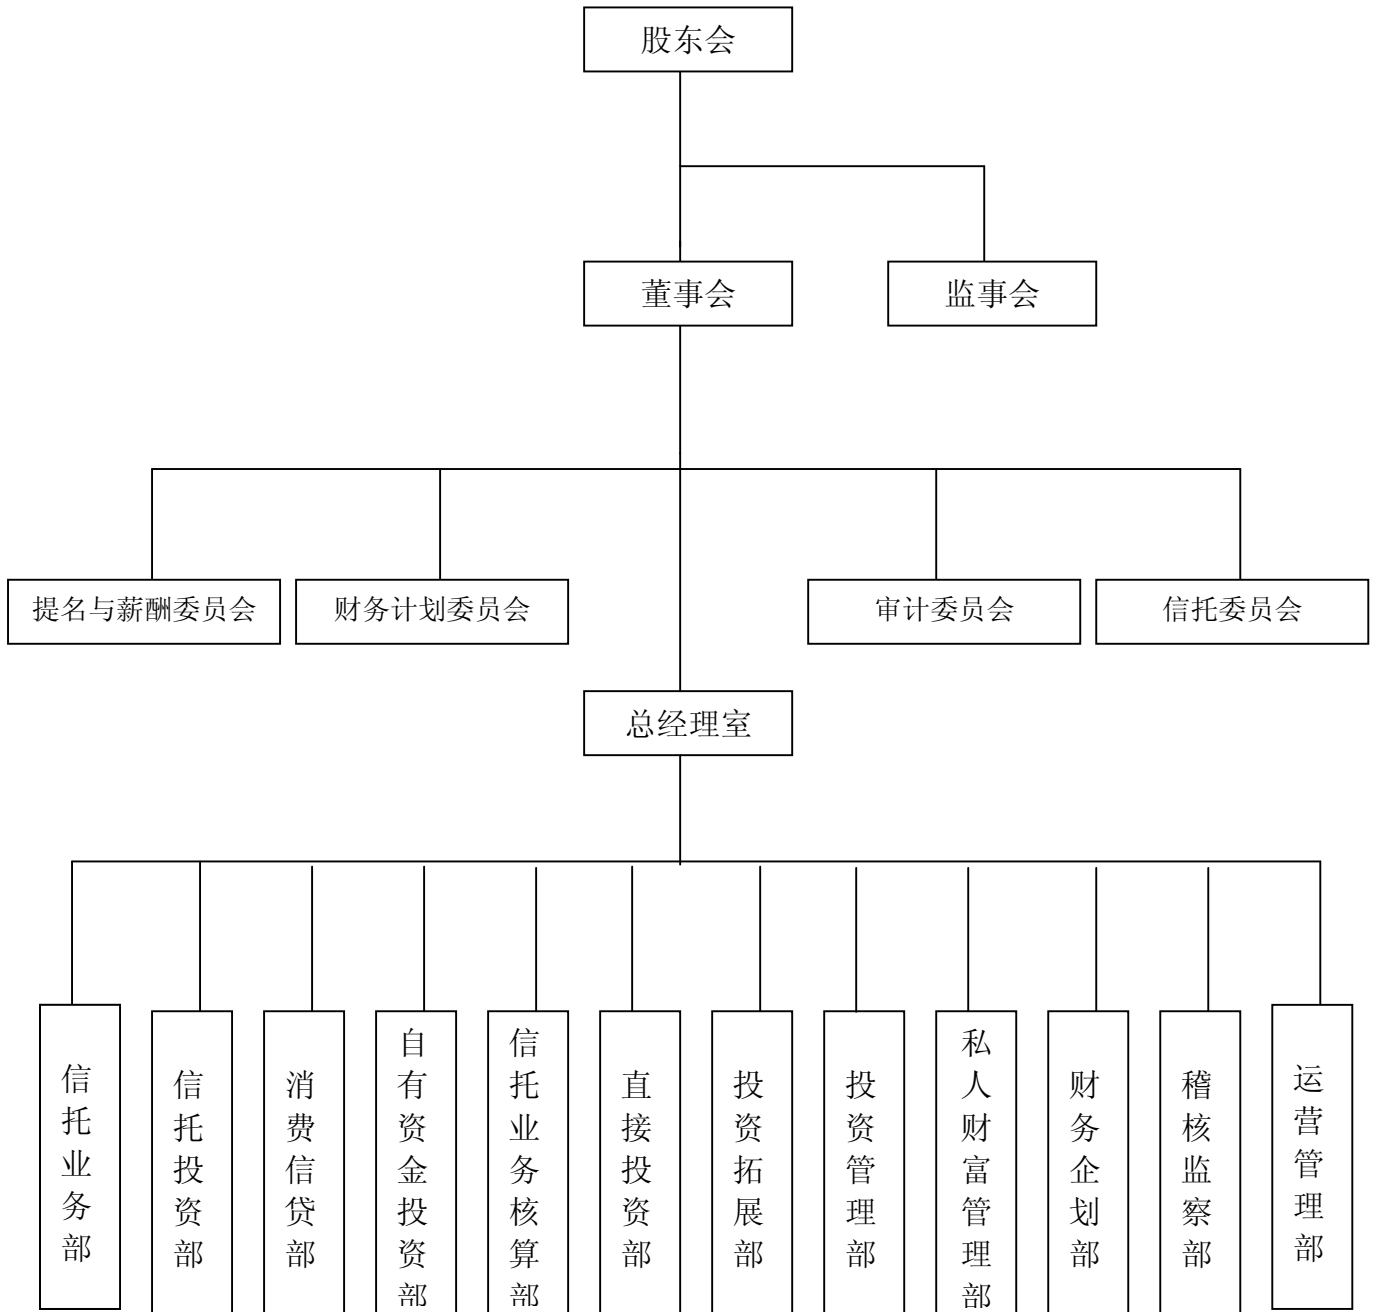 股东会
董事会
监事会
提名与薪酬委员会
财务计划委员会
审计委员会
信托委员会
总经理室
信托业务部
信托投资部
消费信贷部
自有资金投资部
信托业务核算部
直接投资部
投资拓展部
投资管理部
私人财富管理部
财务企划部
稽核监察部
运营管理部